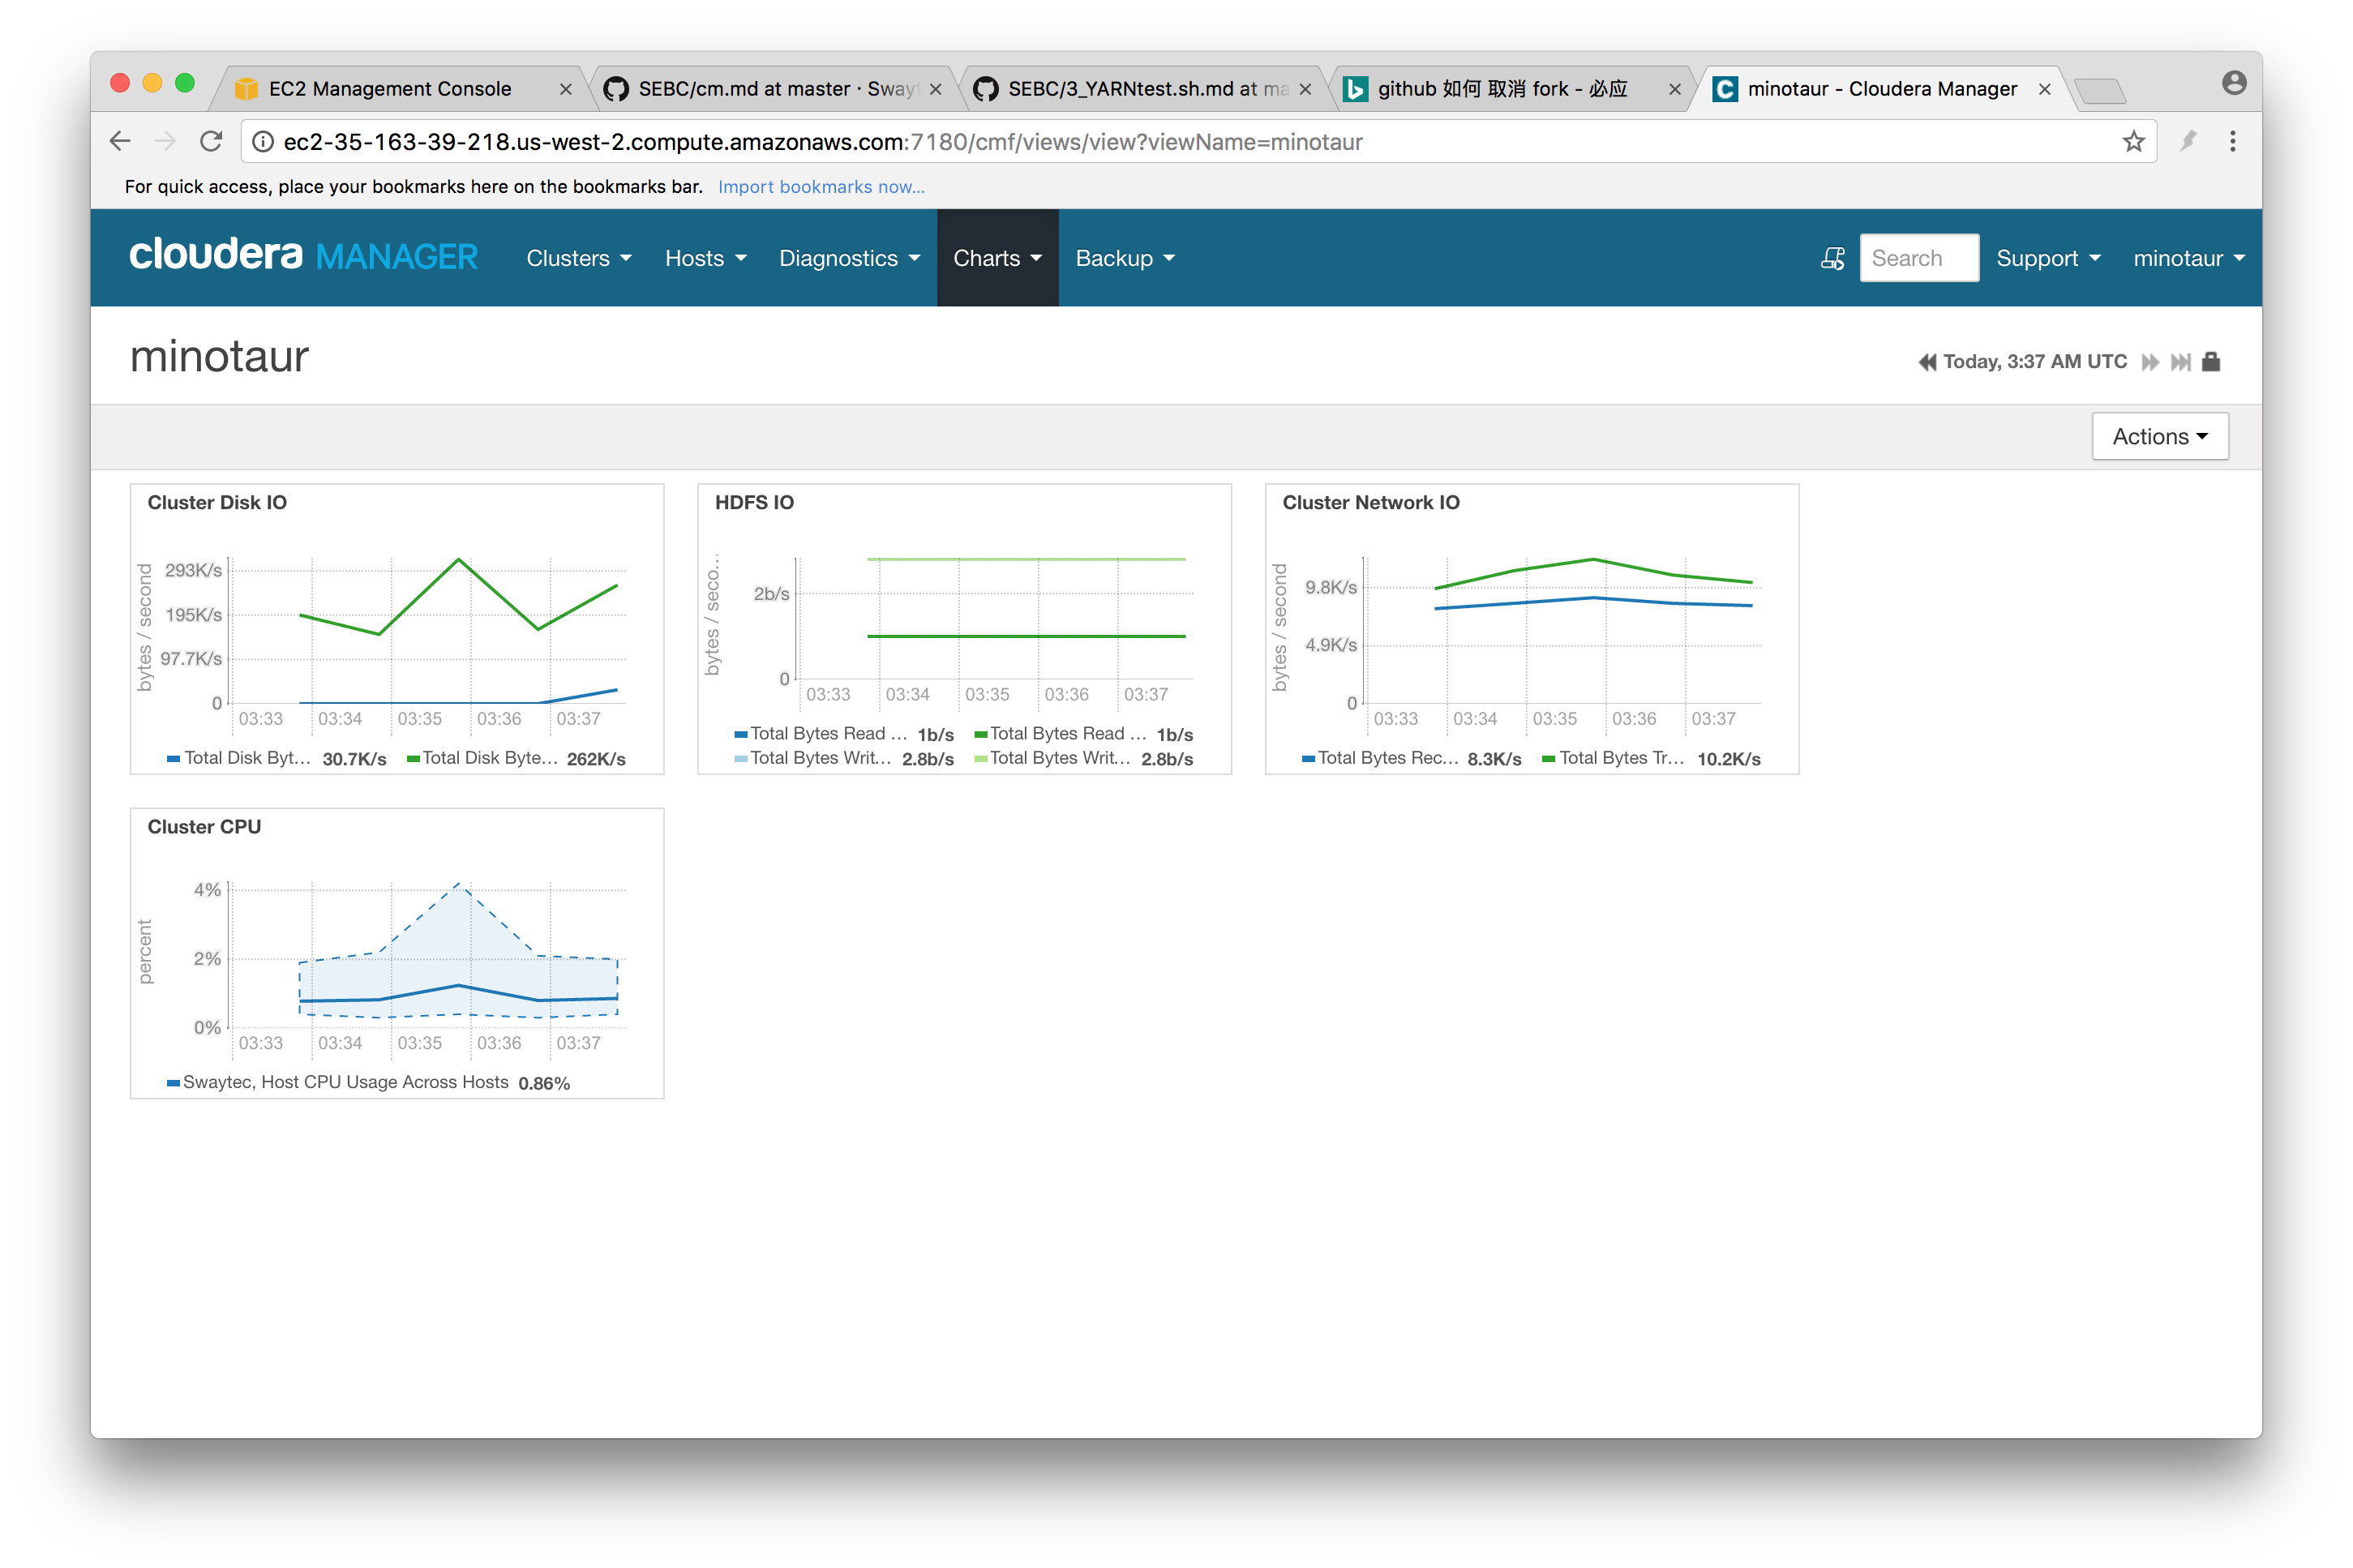 EC2 Management Console
SEBC/cm.md at master · Swayt
SEBC/3_YARNtest.sh.md at ma
github 如何 取消 fork - 必应
minotaur - Cloudera Manager
ec2-35-163-39-218.us-west-2.compute.amazonaws.com:7180/cmf/views/view?viewName=minotaur
For quick access, place your bookmarks here on the bookmarks bar. Import bookmarks now...
cloudera MANAGER Clusters Hosts Diagnostics Charts Backup Search Support minotaur
minotaur
Today, 3:37 AM UTC
Actions
Cluster Disk IO
bytes / second
293K/s
195K/s
97.7K/s
0
03:33 03:34 03:35 03:36 03:37
Total Disk Byt... 30.7K/s Total Disk Byte... 262K/s
HDFS IO
bytes / seco...
2b/s
0
03:33 03:34 03:35 03:36 03:37
Total Bytes Read ... 1b/s Total Bytes Read ... 1b/s
Total Bytes Writ... 2.8b/s Total Bytes Writ... 2.8b/s
Cluster Network IO
bytes / second
9.8K/s
4.9K/s
0
03:33 03:34 03:35 03:36 03:37
Total Bytes Rec... 8.3K/s Total Bytes Tr... 10.2K/s
Cluster CPU
percent
4%
2%
0%
03:33 03:34 03:35 03:36 03:37
Swaytec, Host CPU Usage Across Hosts 0.86%